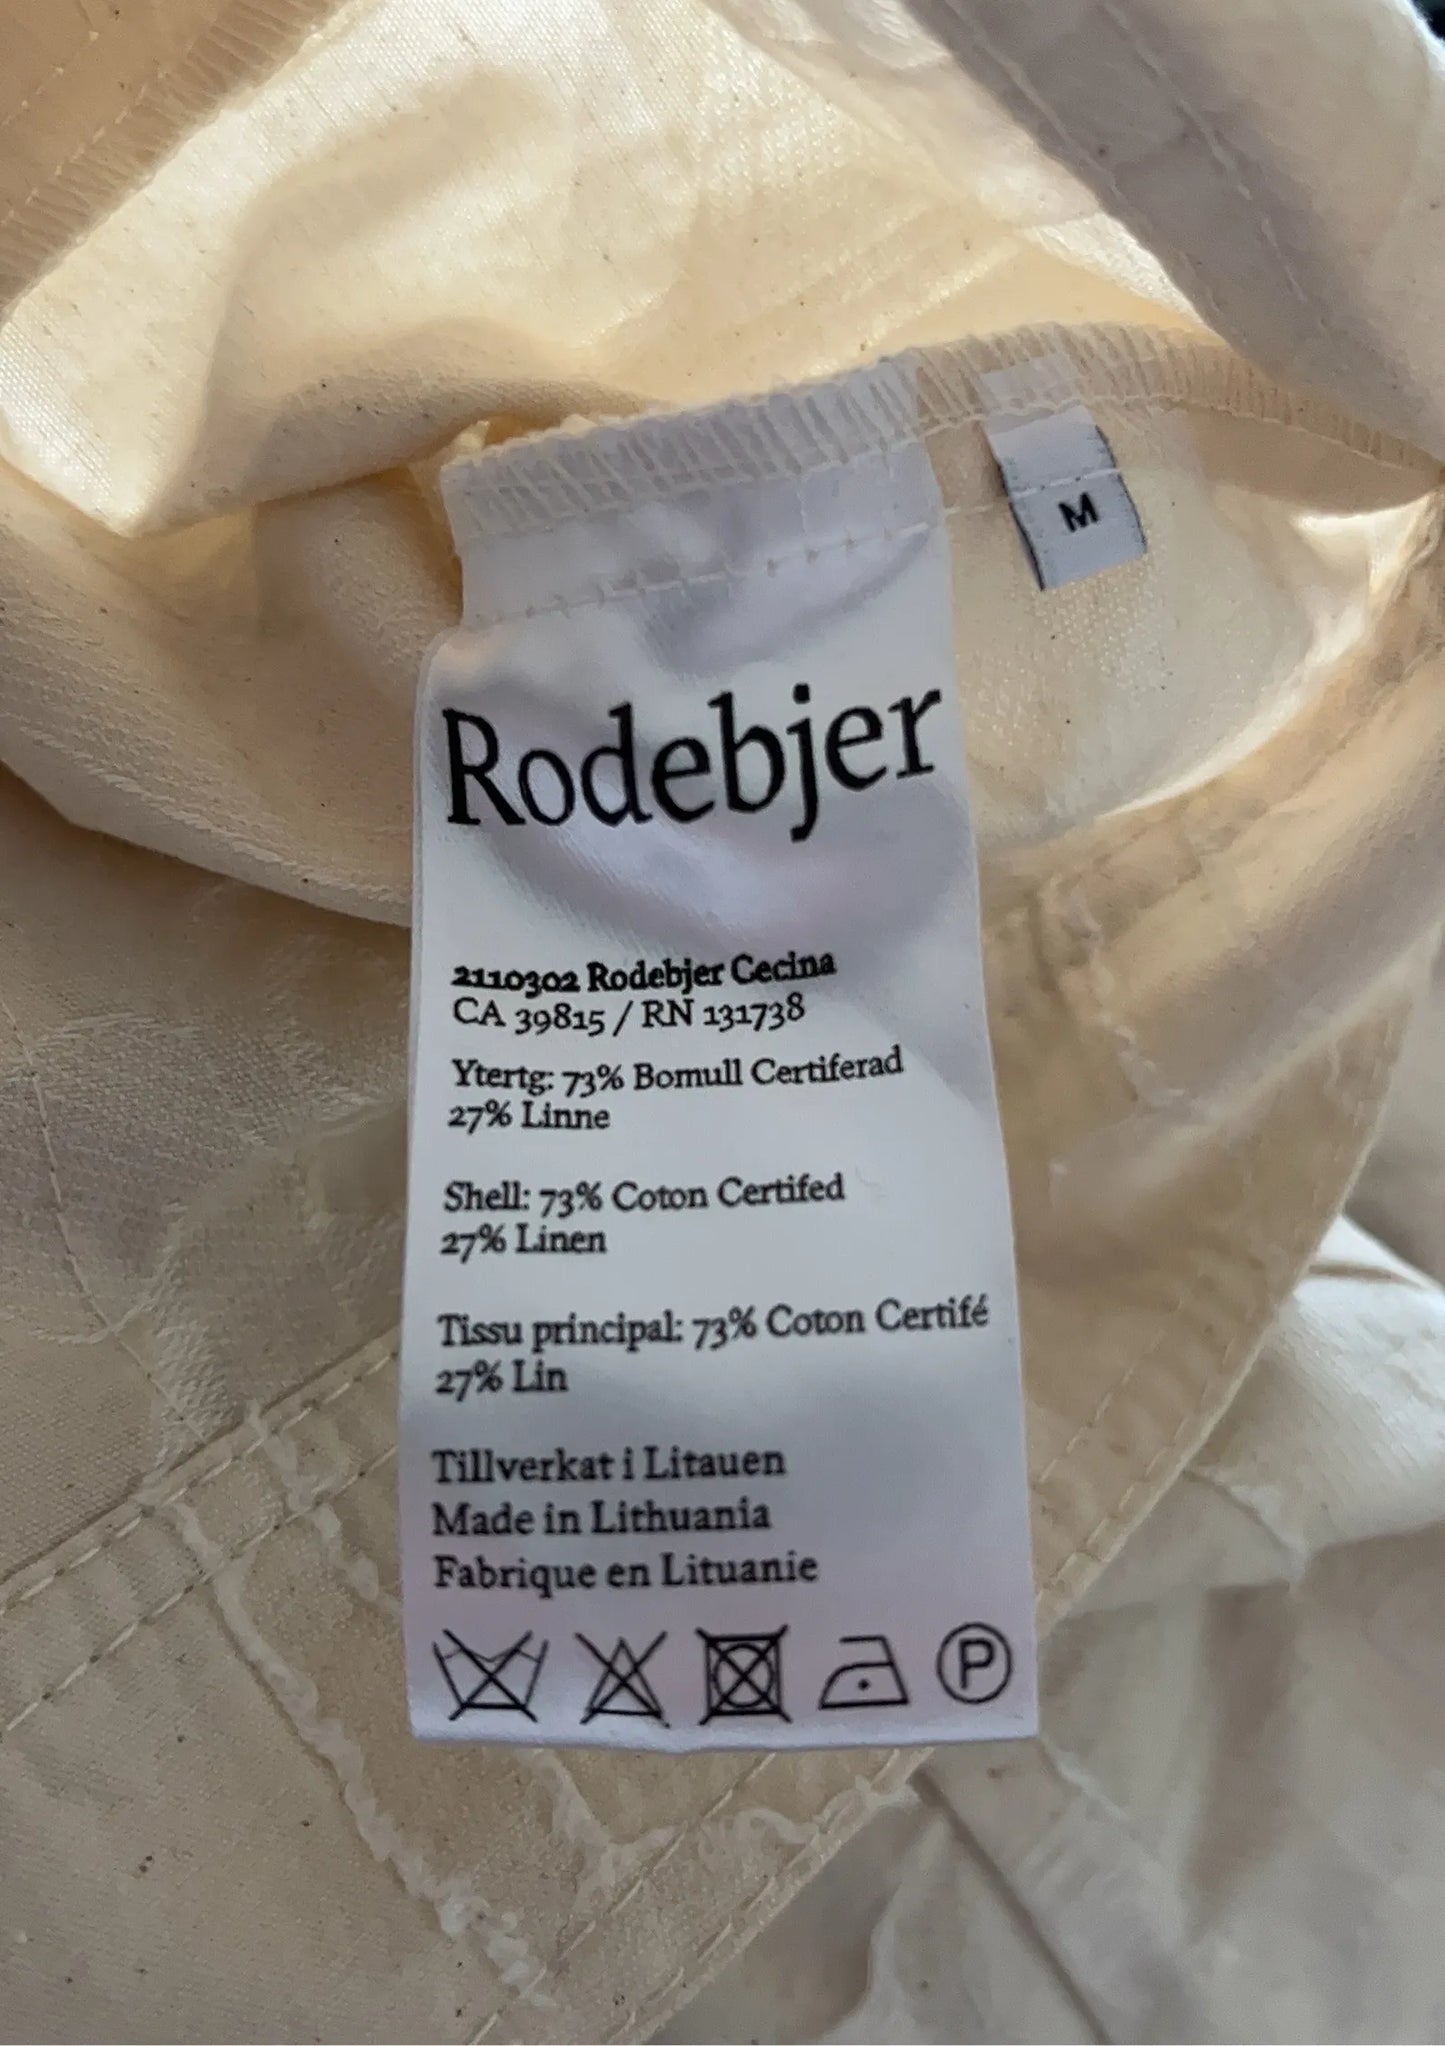 M
Rodebjer
2110302 Rodebjer Cecina
CA 39815 / RN 131738
Ytertg: 73% Bomull Certiferad
27% Linne
Shell: 73% Coton Certifed
27% Linen
Tissu principal: 73% Coton Certifé
27% Lin
Tillverkat i Litauen
Made in Lithuania
Fabrique en Lituanie
P